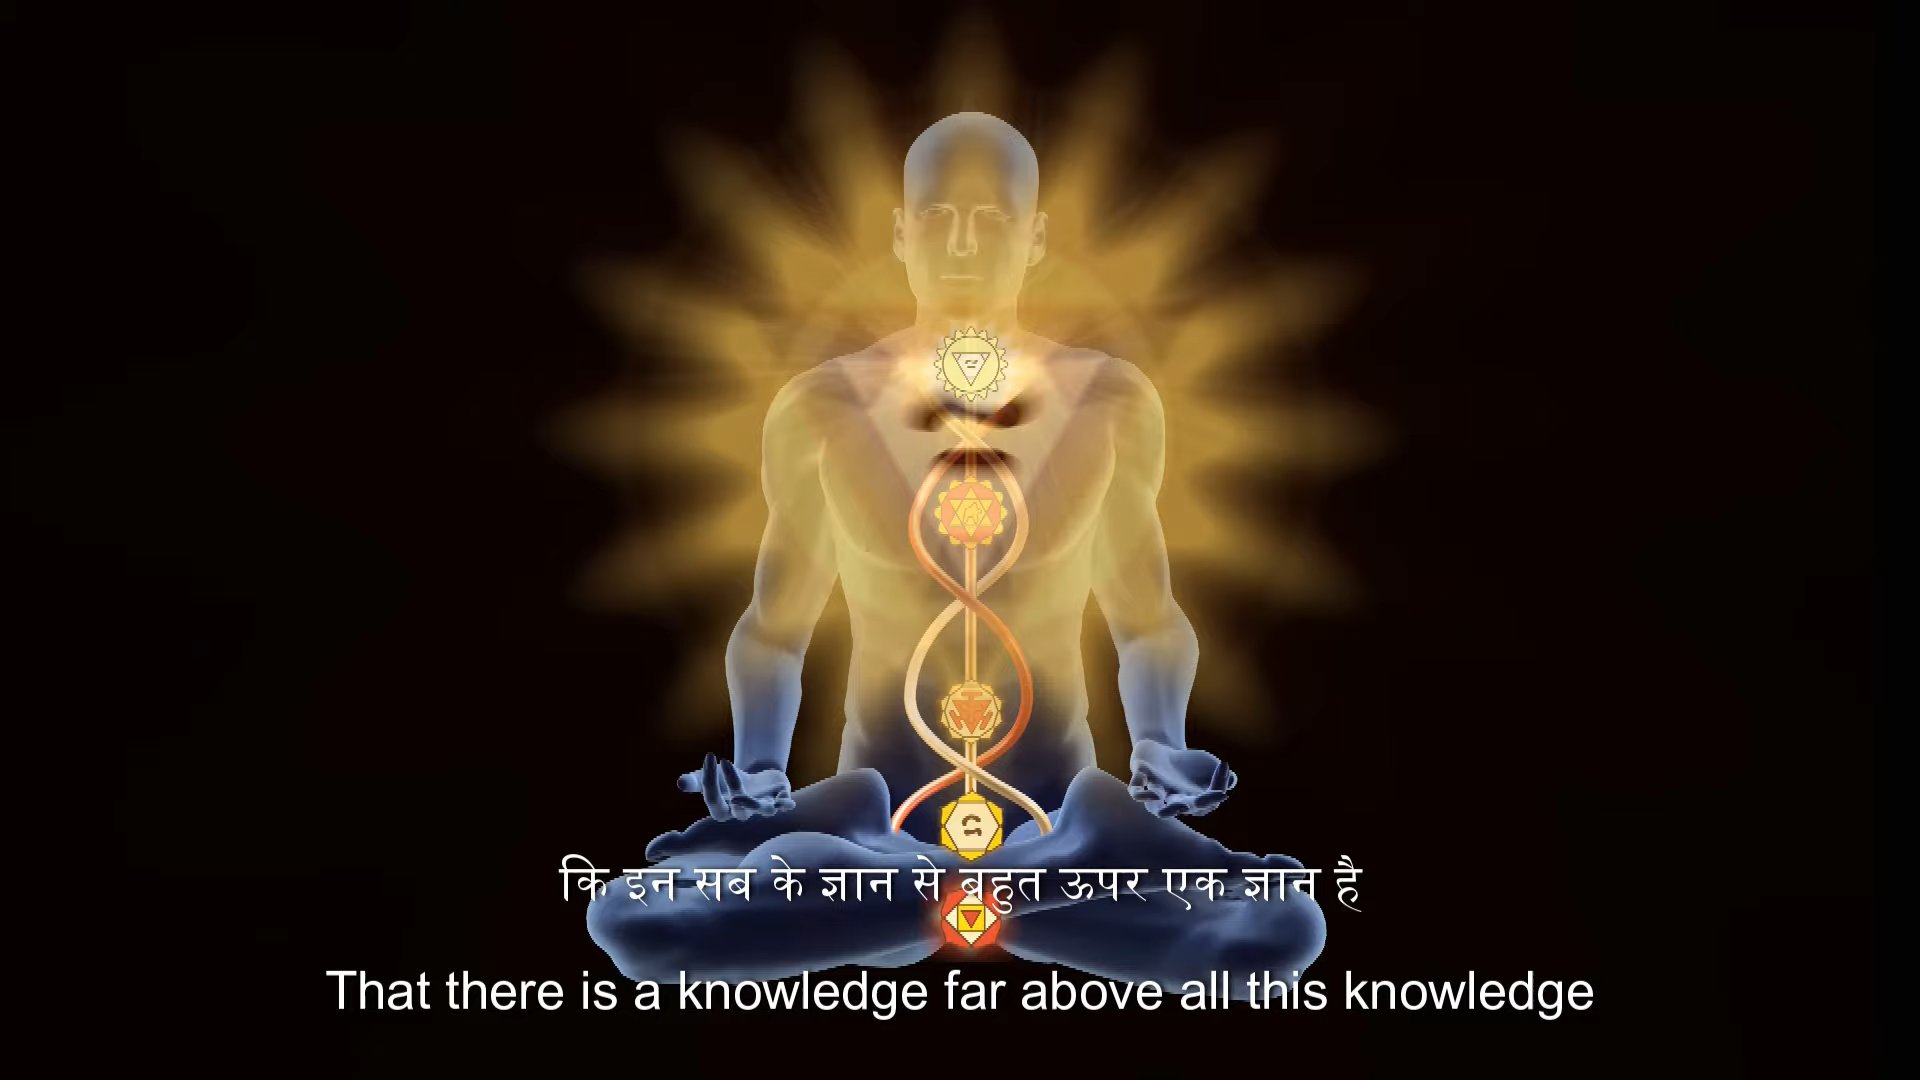 कि इन सब के ज्ञान से बहुत ऊपर एक ज्ञान है
That there is a knowledge far above all this knowledge